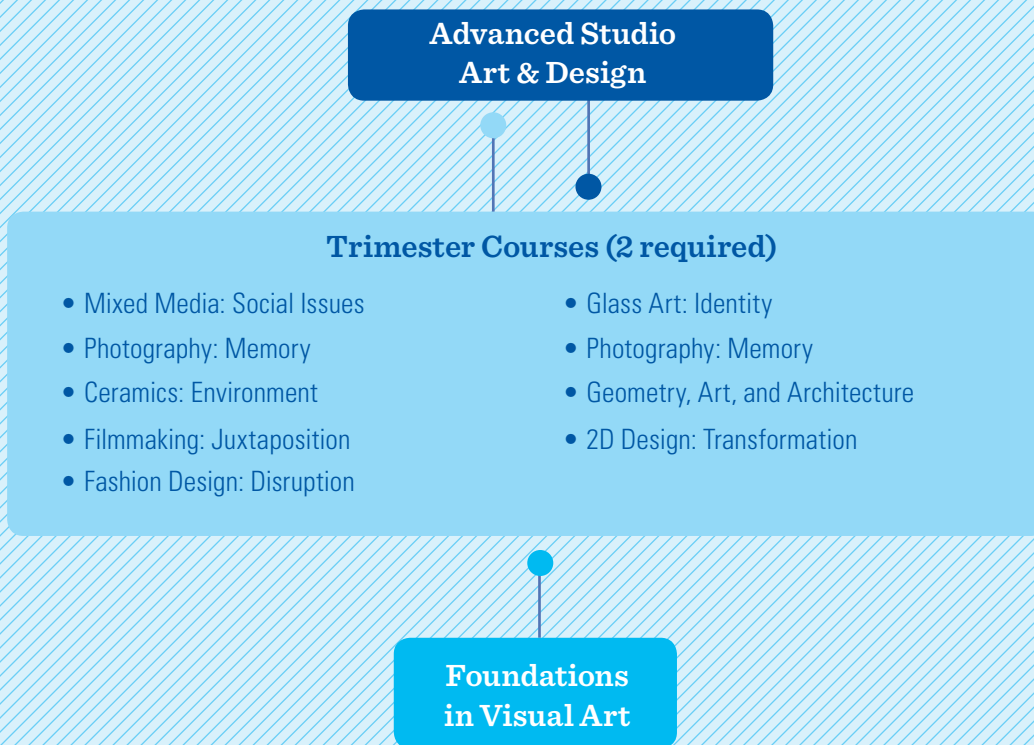 Advanced Studio
Art & Design
Trimester Courses (2 required)
• Mixed Media: Social Issues
• Photography: Memory
• Ceramics: Environment
• Filmmaking: Juxtaposition
• Fashion Design: Disruption
• Glass Art: Identity
• Photography: Memory
• Geometry, Art, and Architecture
• 2D Design: Transformation
Foundations
in Visual Art